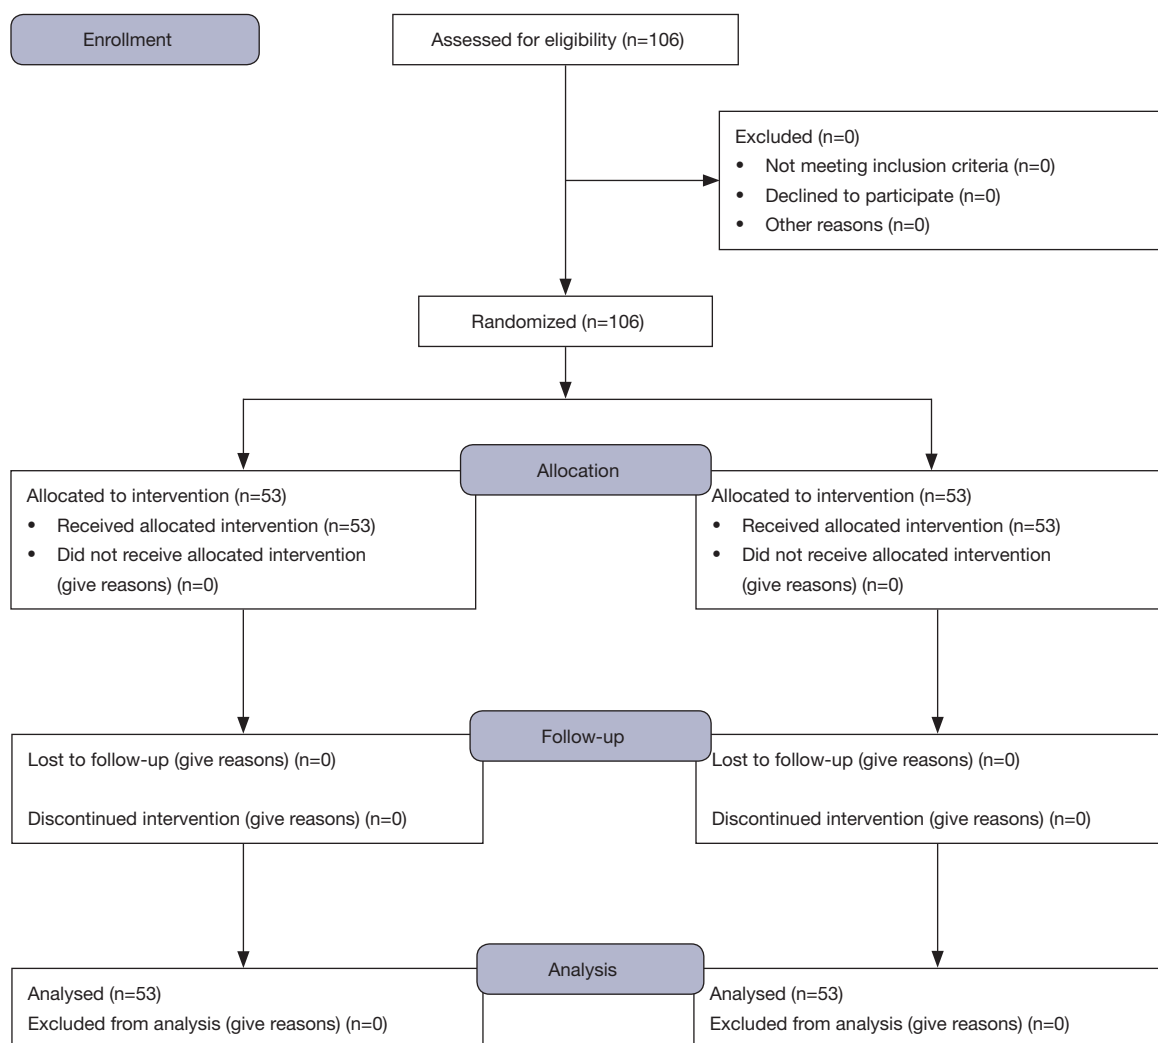 Enrollment
Assessed for eligibility (n=106)
Excluded (n=0)
• Not meeting inclusion criteria (n=0)
• Declined to participate (n=0)
• Other reasons (n=0)
Randomized (n=106)
Allocation
Allocated to intervention (n=53)
• Received allocated intervention (n=53)
• Did not receive allocated intervention
(give reasons) (n=0)
Allocated to intervention (n=53)
• Received allocated intervention (n=53)
• Did not receive allocated intervention
(give reasons) (n=0)
Follow-up
Lost to follow-up (give reasons) (n=0)
Discontinued intervention (give reasons) (n=0)
Lost to follow-up (give reasons) (n=0)
Discontinued intervention (give reasons) (n=0)
Analysis
Analysed (n=53)
Excluded from analysis (give reasons) (n=0)
Analysed (n=53)
Excluded from analysis (give reasons) (n=0)